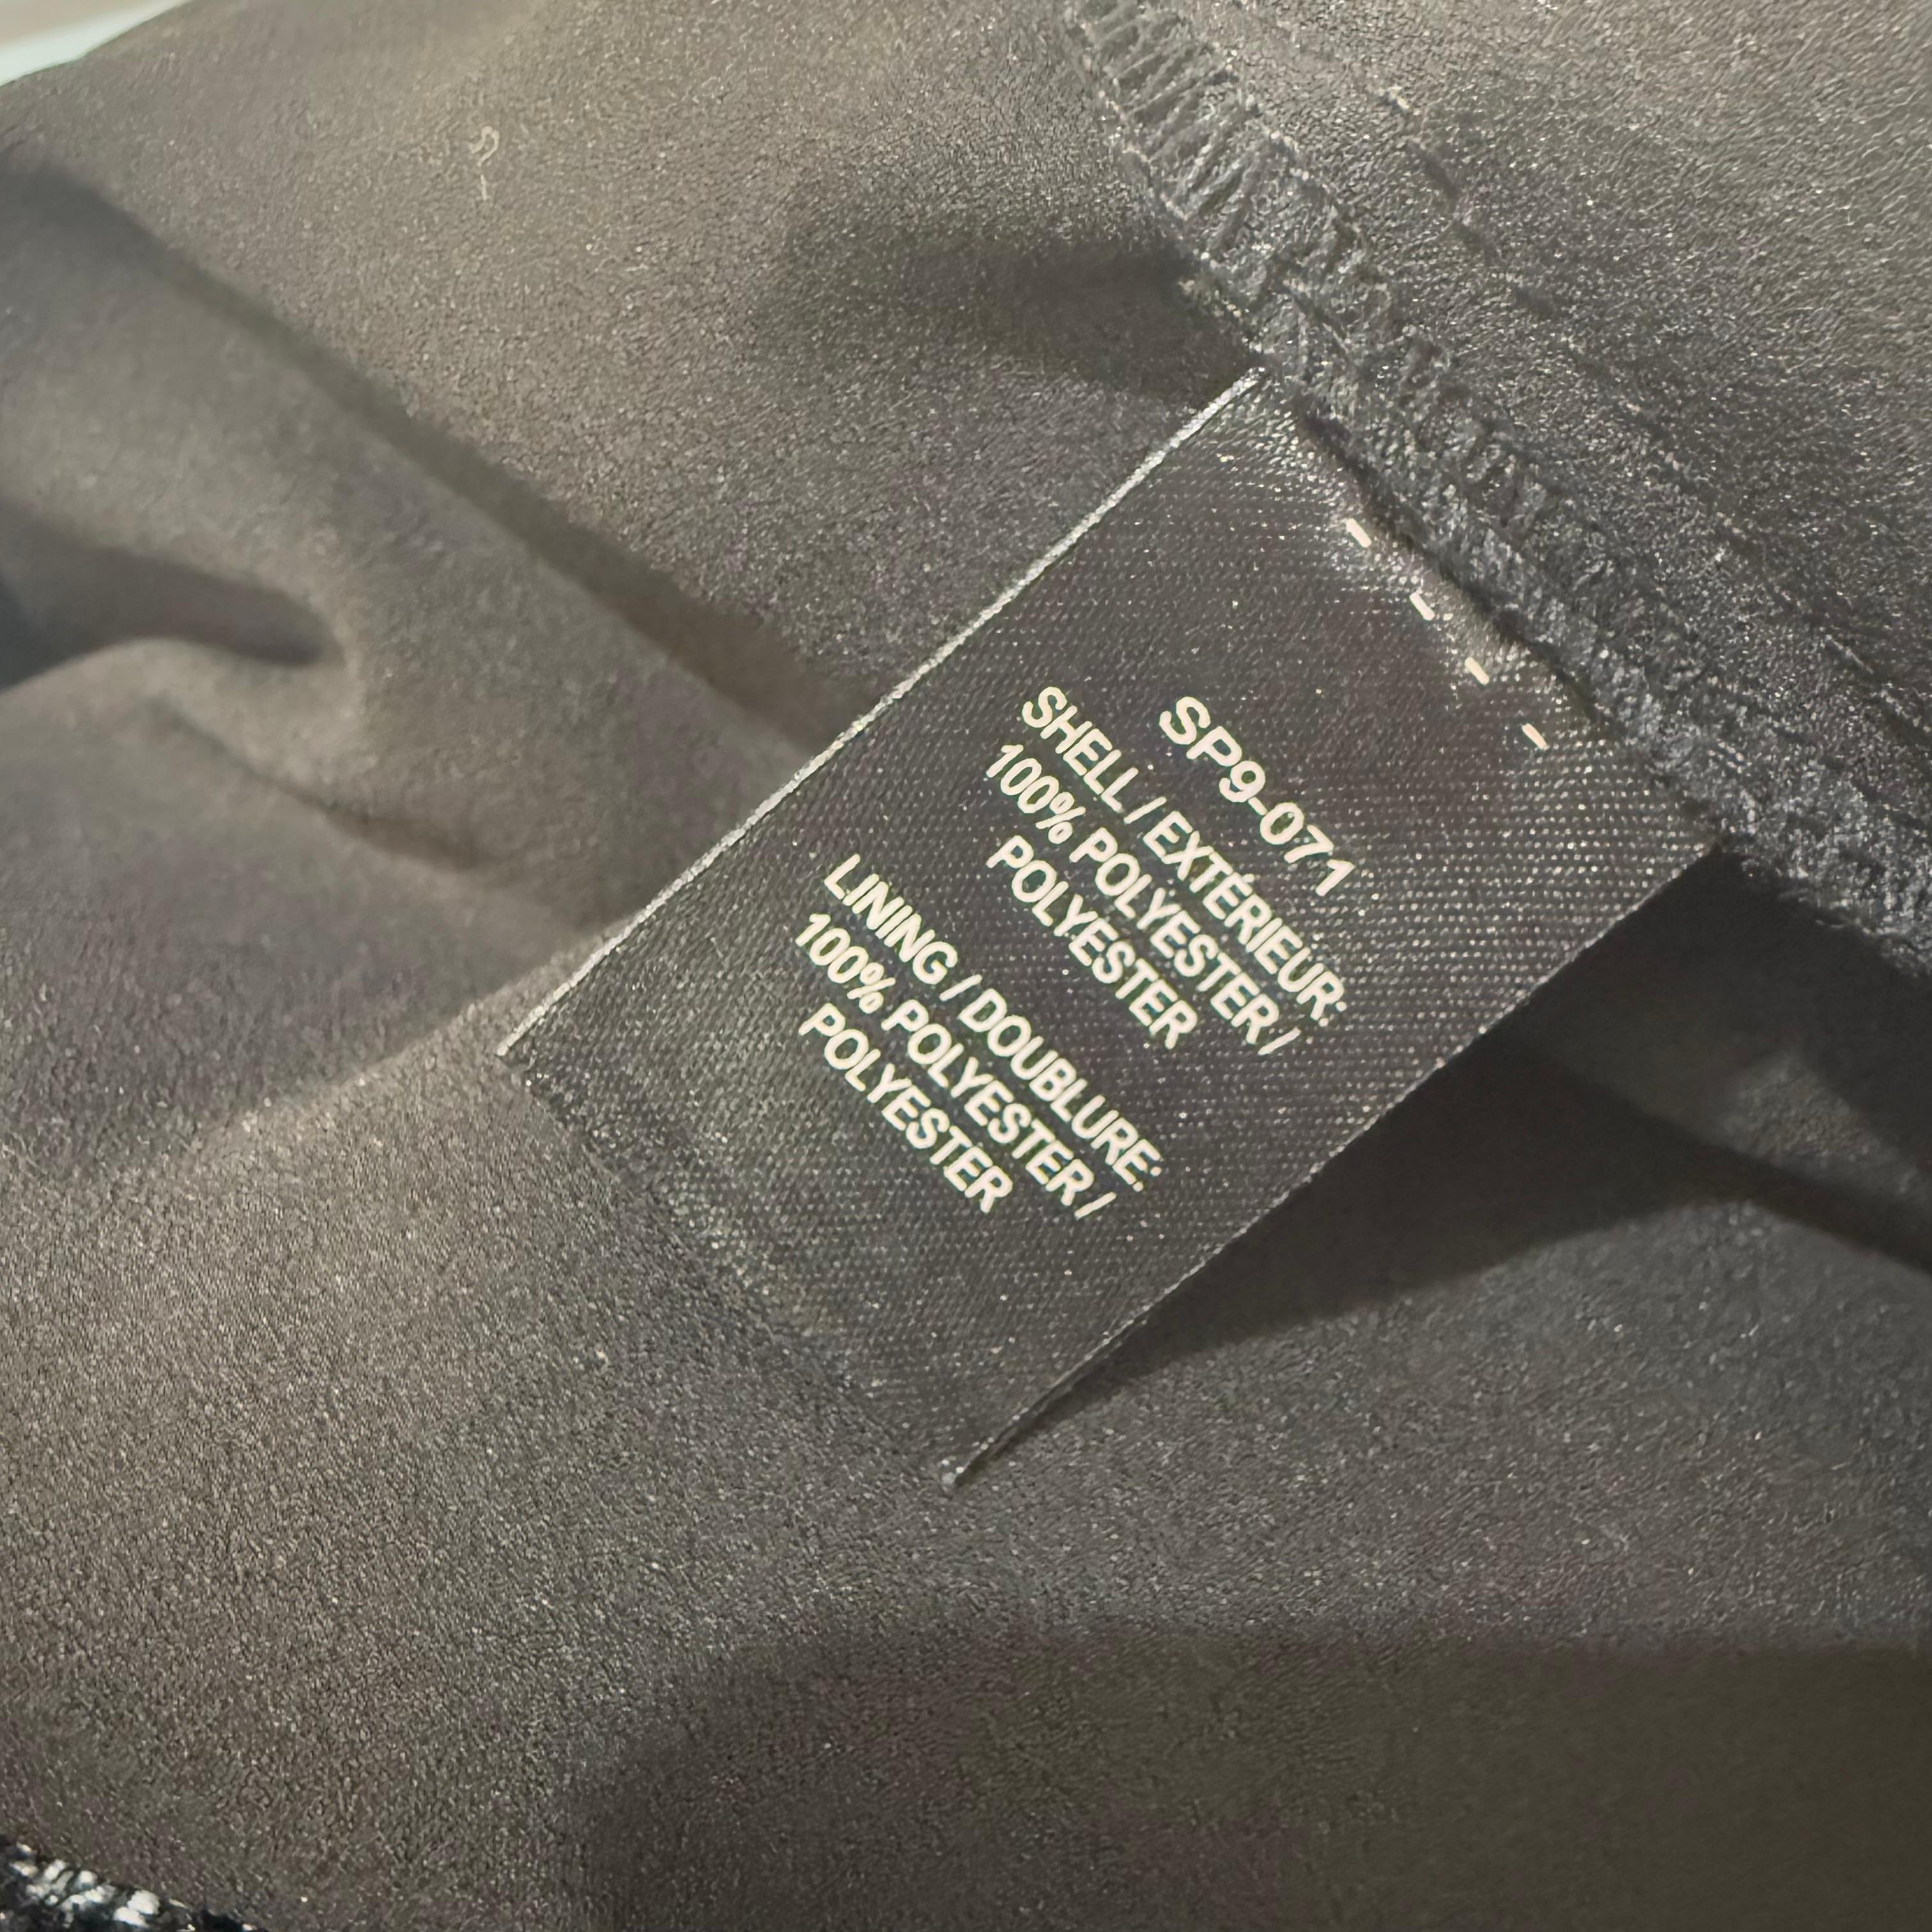 SP9-071
SHELL / EXTÉRIEUR:
100% POLYESTER /
POLYESTER
LINING / DOUBLURE:
100% POLYESTER /
POLYESTER